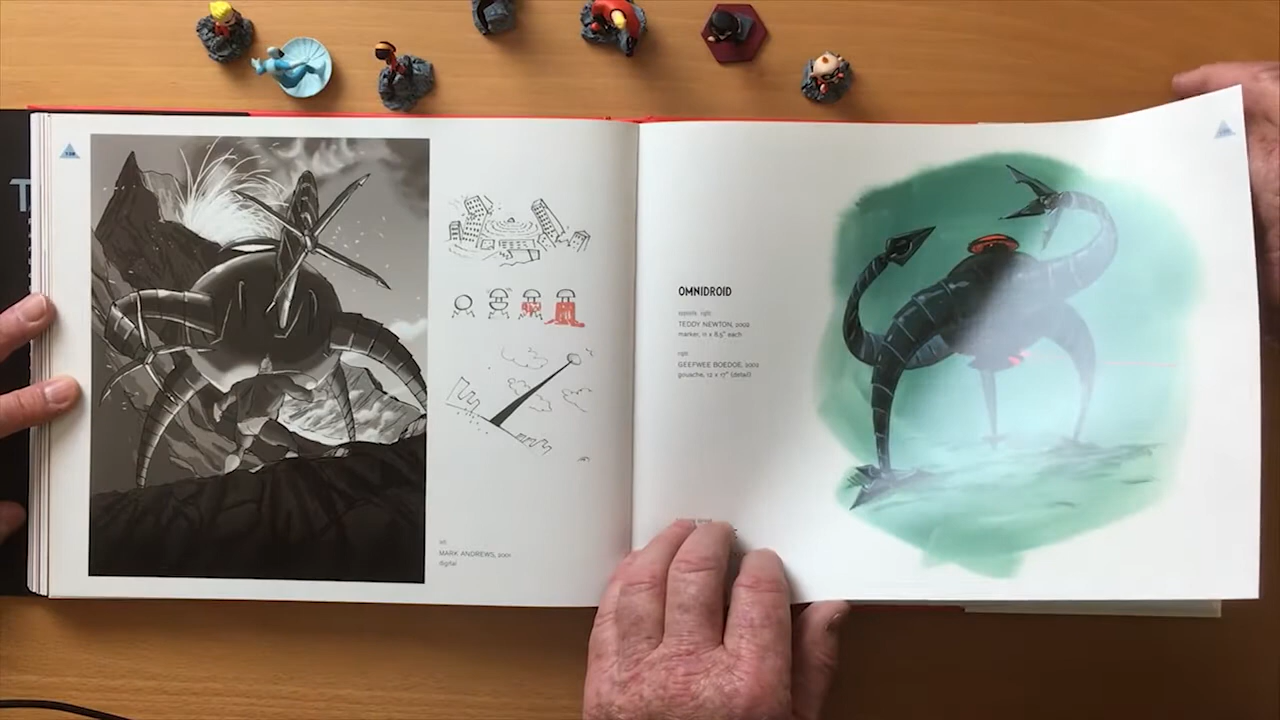 OMNIDROID
TEDDY NEWTON, 2002
marker, 11 x 8.5" each
right
GEEFWEE BOEDOE, 2002
gouache, 12 x 17" (detail)
left
MARK ANDREWS, 2001
digital